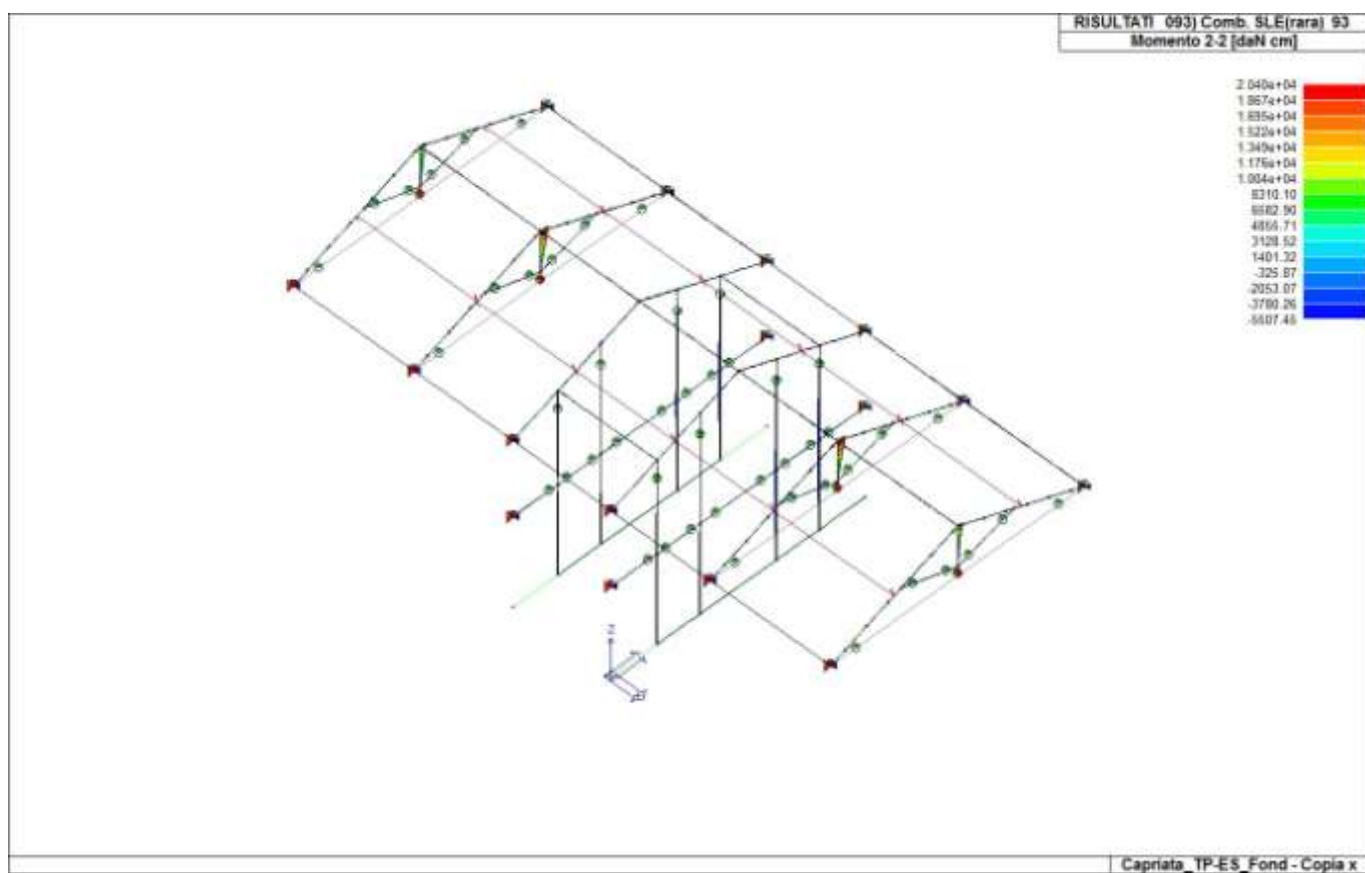 RISULTATI 093) Comb. SLE(rara) 93
Momento 2-2 [daN cm]
2.040e+04
1.867e+04
1.695e+04
1.522e+04
1.349e+04
1.176e+04
1.004e+04
8310.10
6582.90
4855.71
3128.52
1401.32
-325.87
-2053.07
-3780.26
-5507.45
Z
Capriata_TP-ES_Fond - Copia x